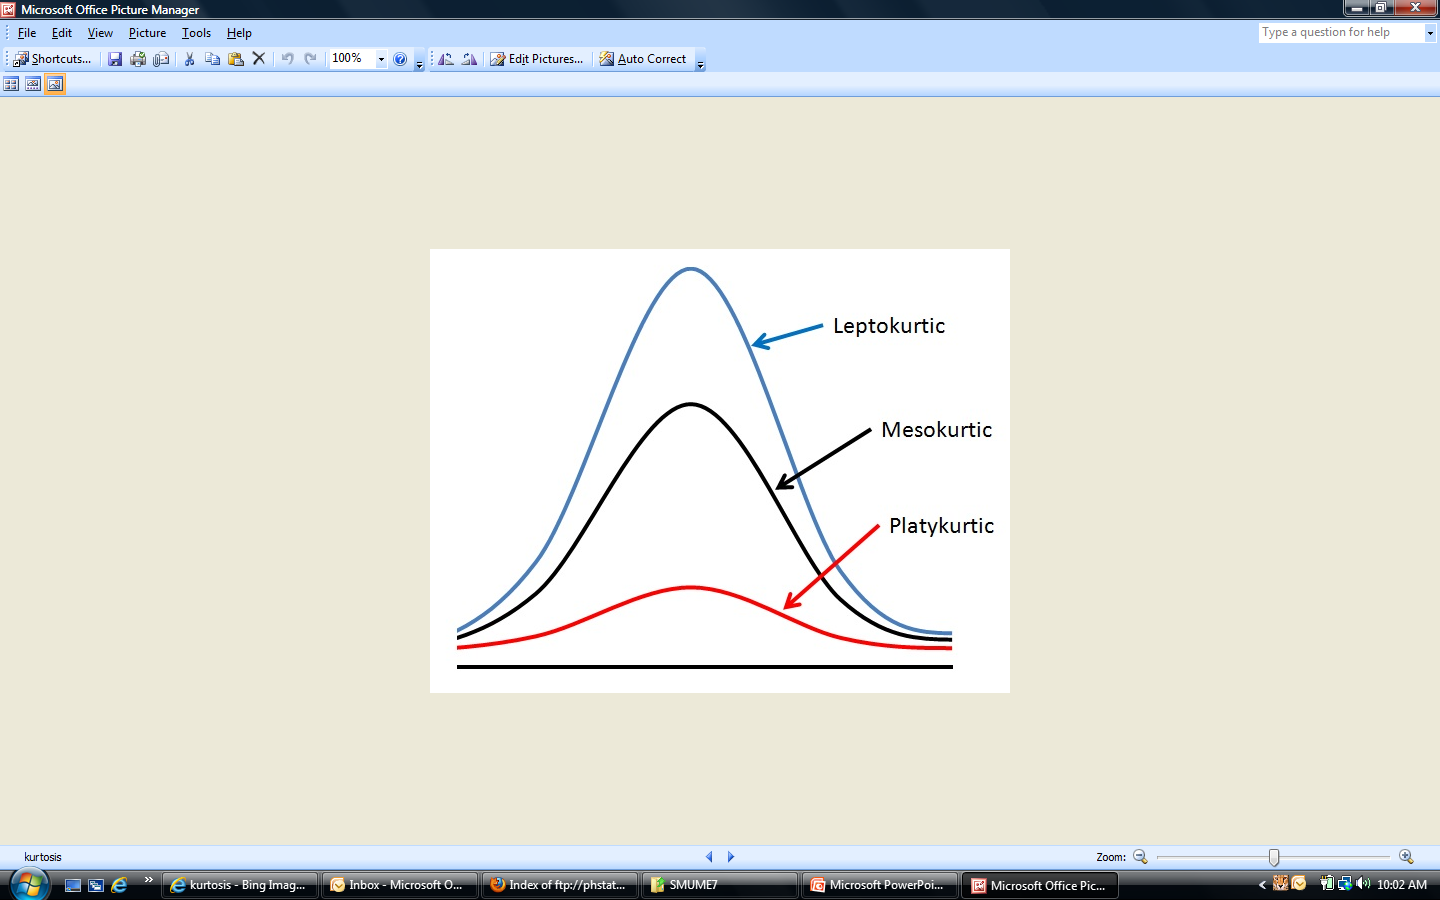 Microsoft Office Picture Manager
File Edit View Picture Tools Help
Type a question for help
Shortcuts... 100% Edit Pictures... Auto Correct
Leptokurtic
Mesokurtic
Platykurtic
kurtosis
Zoom:
kurtosis - Bing Imag...
Inbox - Microsoft O...
Index of ftp://phstat...
SMUME7
Microsoft PowerPoi...
Microsoft Office Pic...
10:02 AM